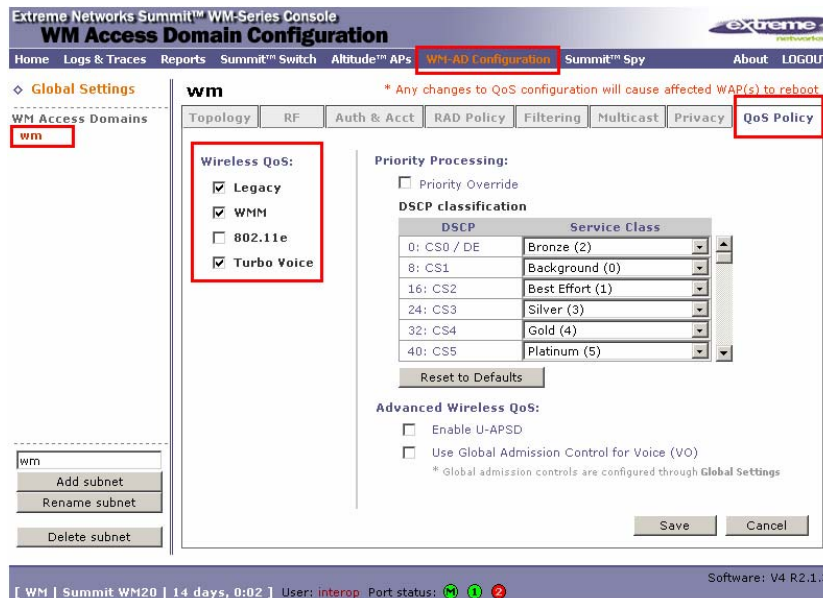 Extreme Networks Summit™ WM-Series Console
WM Access Domain Configuration
extreme
networks
Home Logs & Traces Reports Summit™ Switch Altitude™ APs WM-AD Configuration Summit™ Spy About LOGOU
Global Settings
WM Access Domains
wm
wm
* Any changes to QoS configuration will cause affected WAP(s) to reboot
Topology RF Auth & Acct RAD Policy Filtering Multicast Privacy QoS Policy
Wireless QoS:
Legacy
WMM
802.11e
Turbo Voice
Priority Processing:
Priority Override
DSCP classification
DSCP Service Class
0: CS0 / DE Bronze (2)
8: CS1 Background (0)
16: CS2 Best Effort (1)
24: CS3 Silver (3)
32: CS4 Gold (4)
40: CS5 Platinum (5)
Reset to Defaults
Advanced Wireless QoS:
Enable U-APSD
Use Global Admission Control for Voice (VO)
* Global admission controls are configured through Global Settings
wm
Add subnet
Rename subnet
Delete subnet
Save Cancel
[ WM | Summit WM20 | 14 days, 0:02 ] User: interop Port status: M 1 2
Software: V4 R2.1.